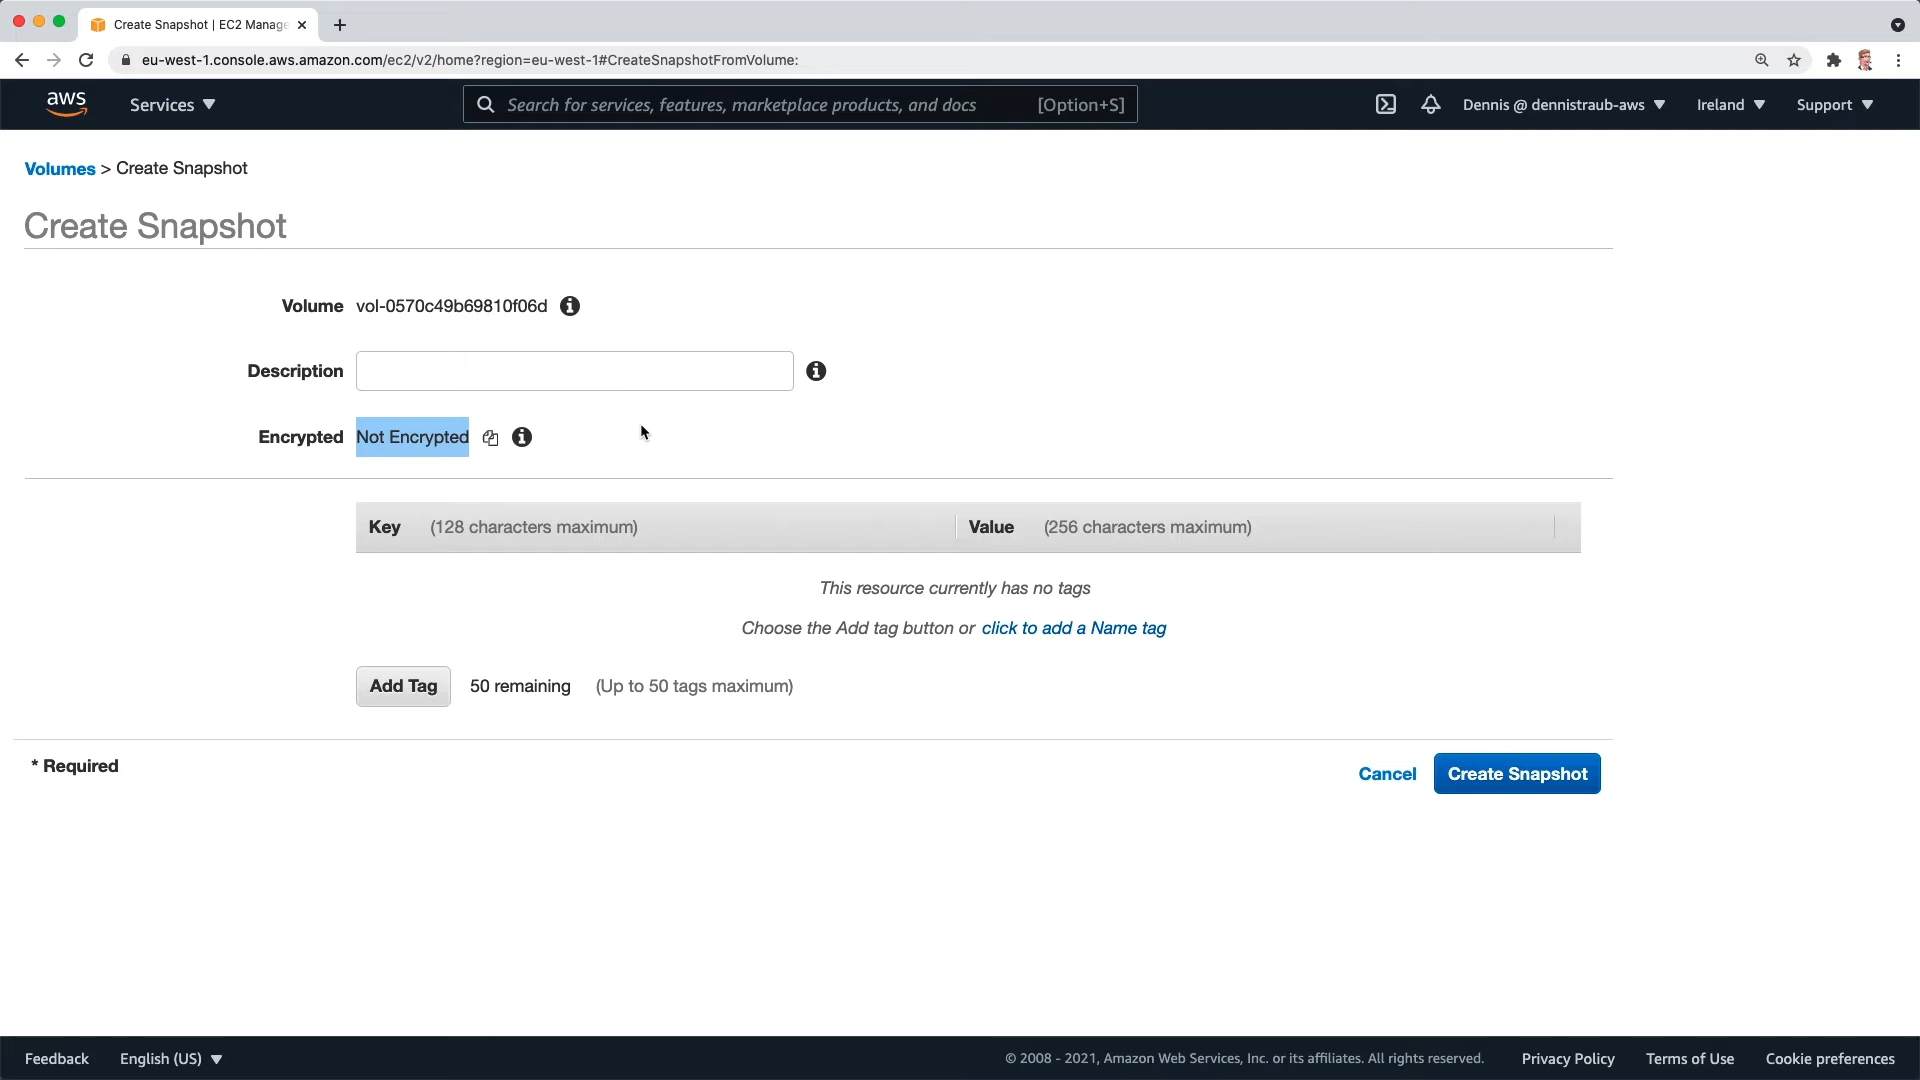 Create Snapshot | EC2 Manage
eu-west-1.console.aws.amazon.com/ec2/v2/home?region=eu-west-1#CreateSnapshotFromVolume:
aws
Services
Search for services, features, marketplace products, and docs [Option+S]
Dennis @ dennistraub-aws
Ireland
Support
Volumes > Create Snapshot
Create Snapshot
Volume vol-0570c49b69810f06d
Description
Encrypted Not Encrypted
Key (128 characters maximum) Value (256 characters maximum)
This resource currently has no tags
Choose the Add tag button or click to add a Name tag
Add Tag 50 remaining (Up to 50 tags maximum)
* Required
Cancel Create Snapshot
Feedback English (US) © 2008 - 2021, Amazon Web Services, Inc. or its affiliates. All rights reserved. Privacy Policy Terms of Use Cookie preferences